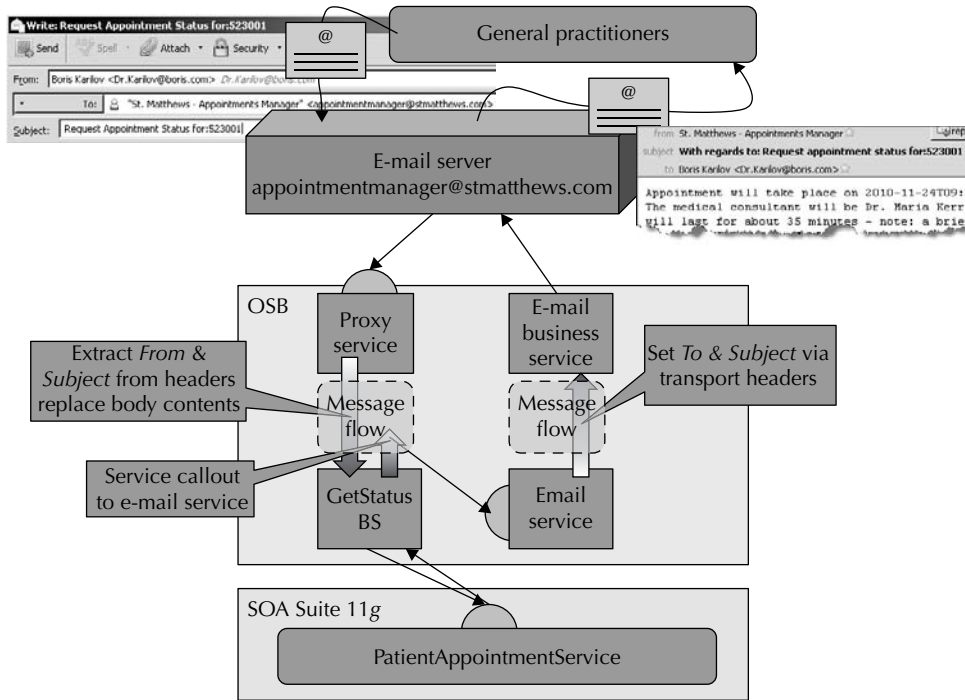 Write: Request Appointment Status for:523001
Send Spell Attach Security
From: Boris Karilov <Dr.Karilov@boris.com> Dr.Karilov@boris.com
To: "St. Matthews - Appointments Manager" <appointmentmanager@stmatthews.com>
Subject: Request Appointment Status for:523001
@
General practitioners
@
E-mail server
appointmentmanager@stmatthews.com
from St. Matthews - Appointments Manager
subject With regards to: Request appointment status for:523001
to Boris Karilov <Dr.Karilov@boris.com>
Appointment will take place on 2010-11-24T09:
The medical consultant will be Dr. Maria Kerr
will last for about 35 minutes - note: a brie
OSB
Proxy
service
E-mail
business
service
Extract From &
Subject from headers
replace body contents
Set To & Subject via
transport headers
Message
flow
Message
flow
Service callout
to e-mail service
GetStatus
BS
Email
service
SOA Suite 11g
PatientAppointmentService